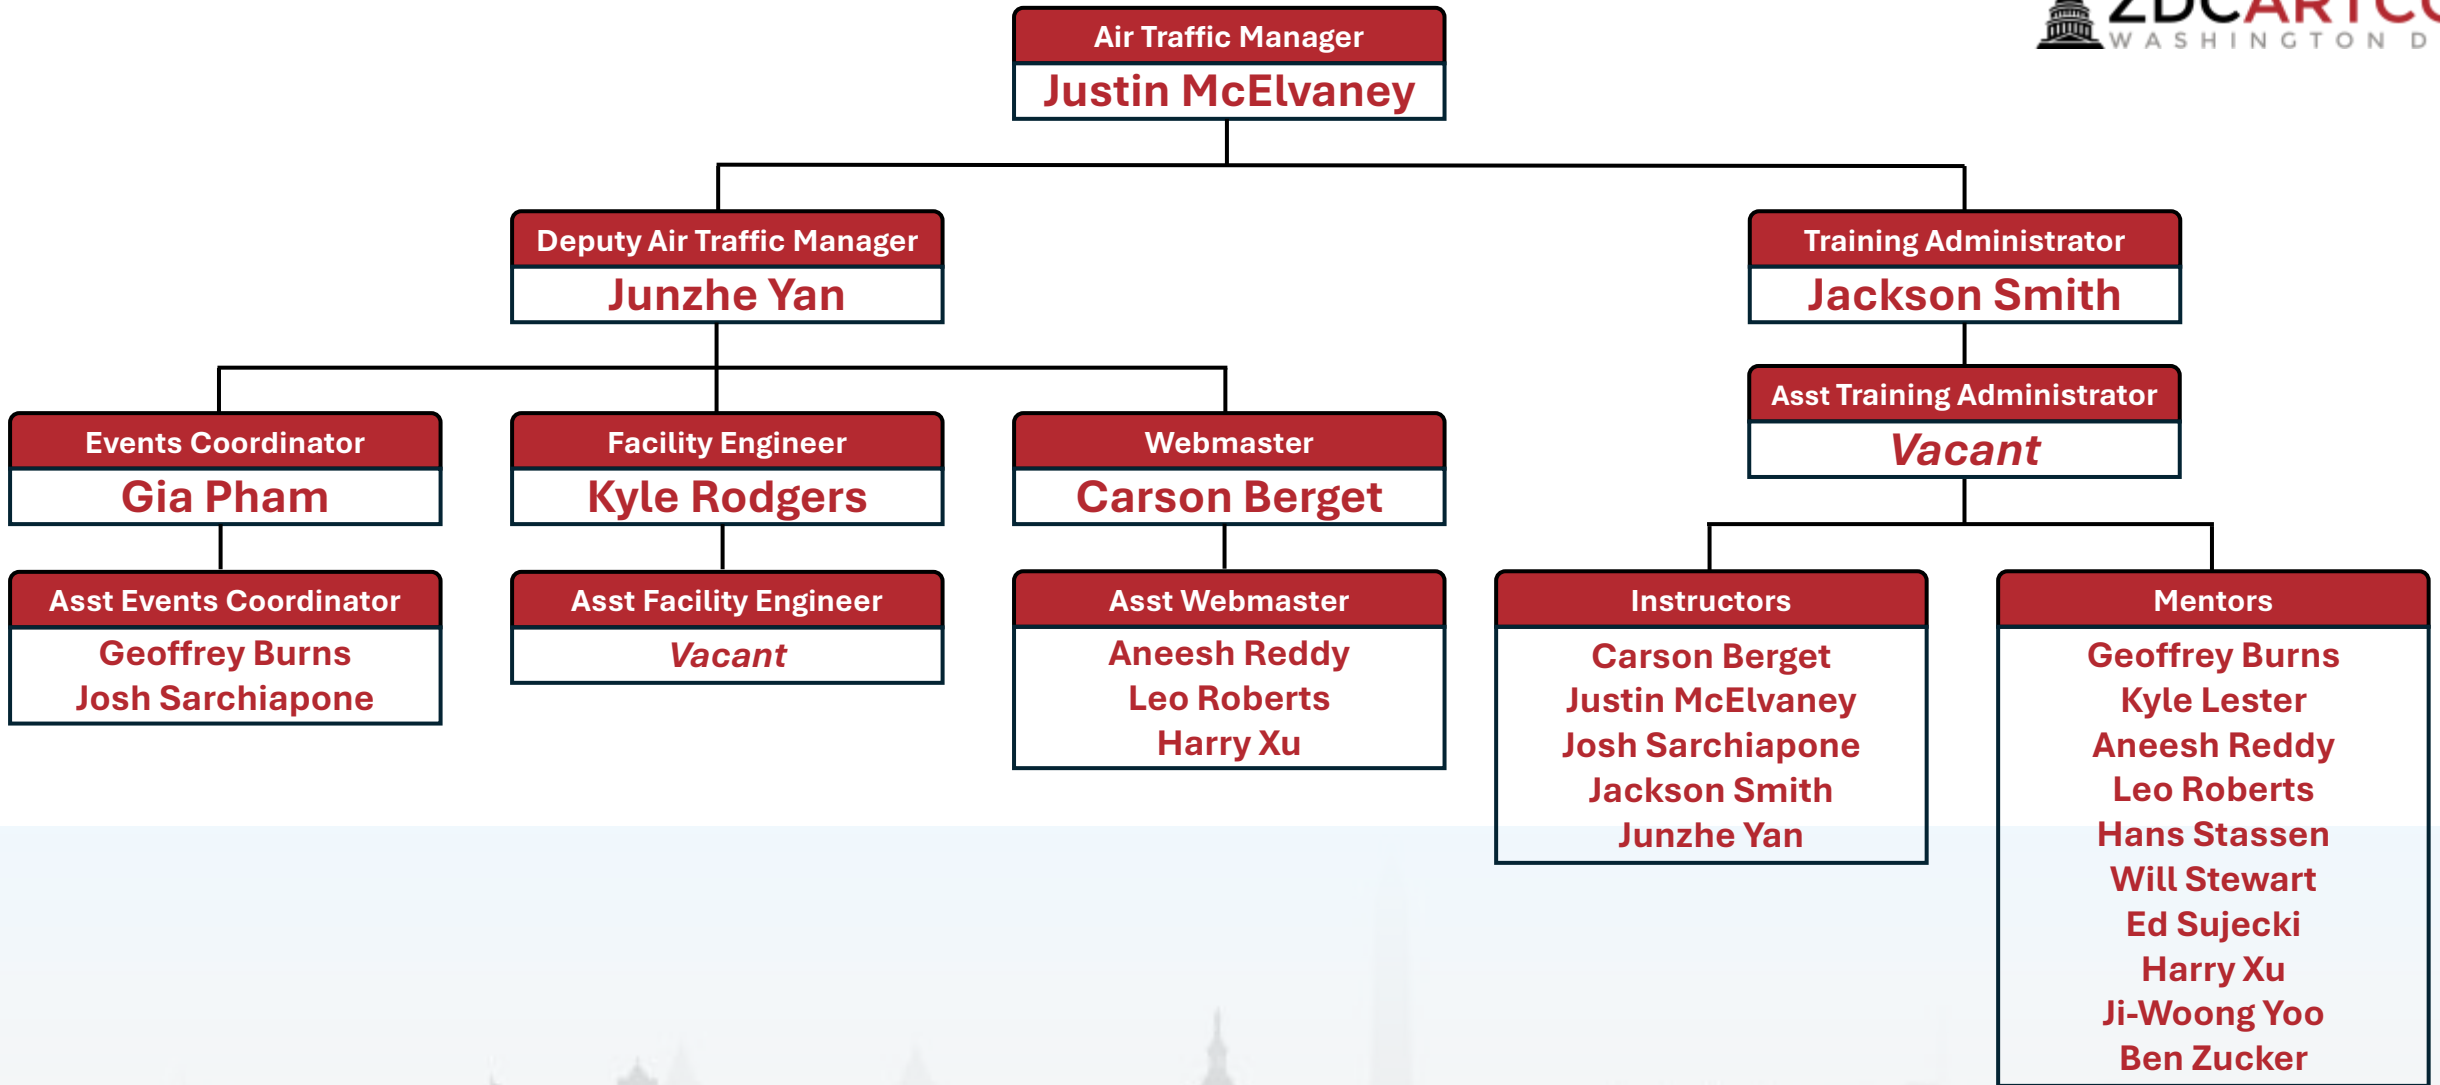 ZDCARTCC
WASHINGTON D
Air Traffic Manager
Justin McElvaney
Deputy Air Traffic Manager
Junzhe Yan
Training Administrator
Jackson Smith
Asst Training Administrator
Vacant
Events Coordinator
Gia Pham
Facility Engineer
Kyle Rodgers
Webmaster
Carson Berget
Asst Events Coordinator
Geoffrey Burns
Josh Sarchiapone
Asst Facility Engineer
Vacant
Asst Webmaster
Aneesh Reddy
Leo Roberts
Harry Xu
Instructors
Carson Berget
Justin McElvaney
Josh Sarchiapone
Jackson Smith
Junzhe Yan
Mentors
Geoffrey Burns
Kyle Lester
Aneesh Reddy
Leo Roberts
Hans Stassen
Will Stewart
Ed Sujecki
Harry Xu
Ji-Woong Yoo
Ben Zucker